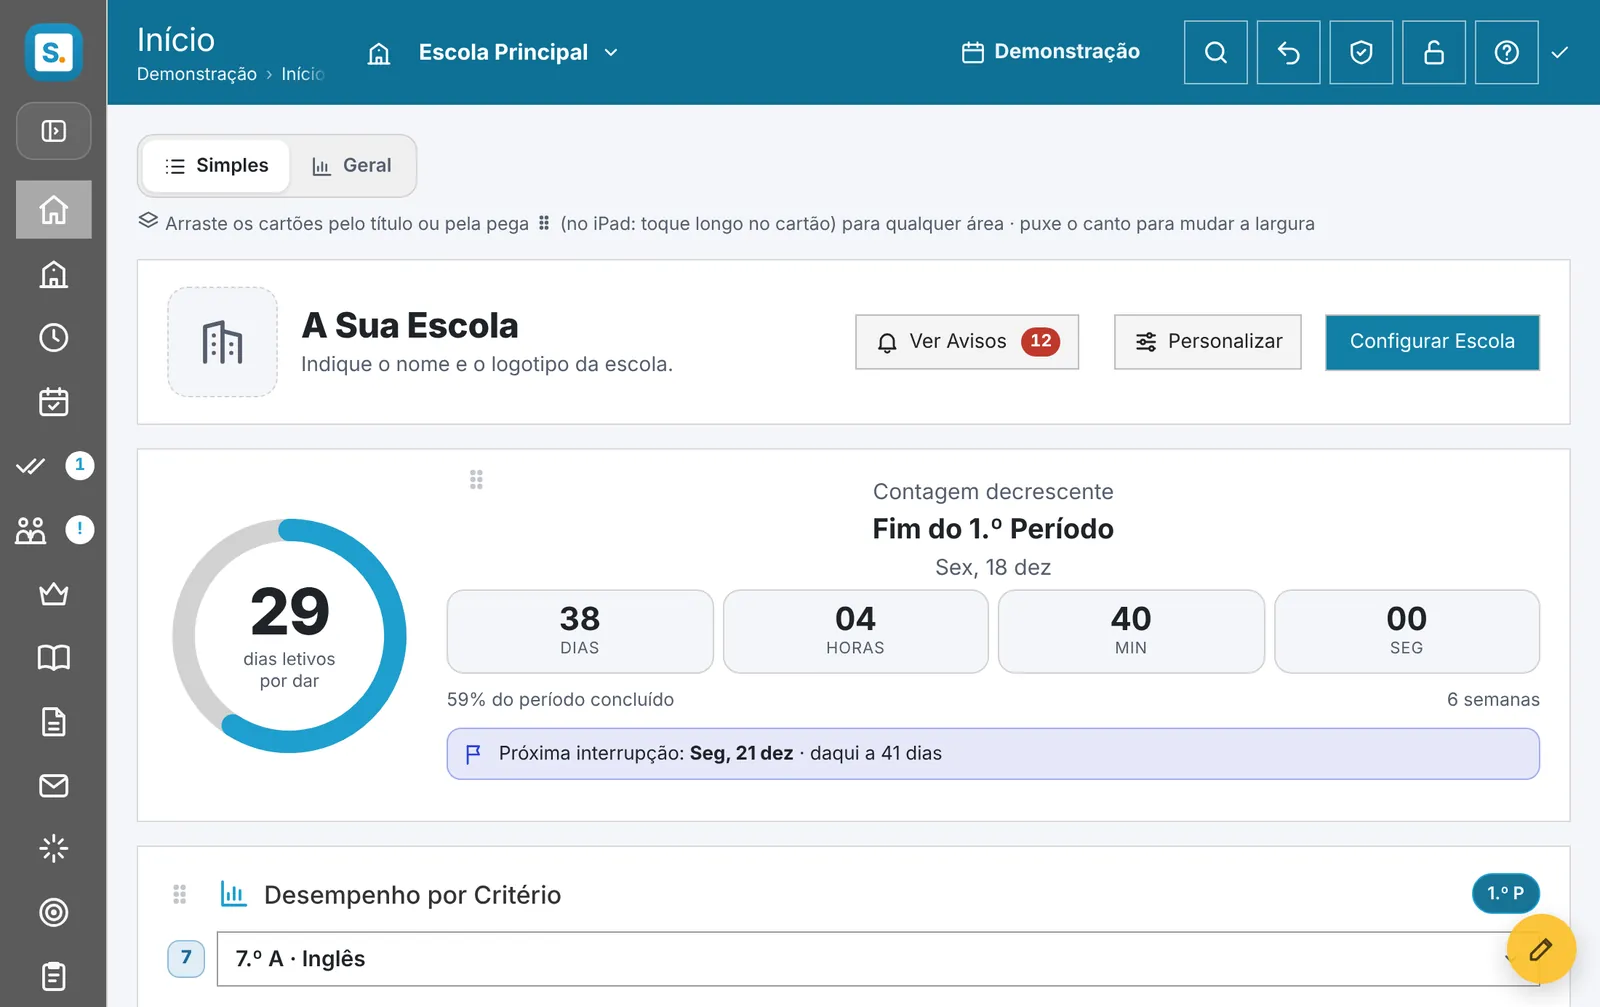 S.
Início
Demonstração › Início
Escola Principal
Demonstração
Simples
Geral
Arraste os cartões pelo título ou pela pega (no iPad: toque longo no cartão) para qualquer área · puxe o canto para mudar a largura
A Sua Escola
Indique o nome e o logotipo da escola.
Ver Avisos 12
Personalizar
Configurar Escola
1
!
29
dias letivos
por dar
Contagem decrescente
Fim do 1.º Período
Sex, 18 dez
38
DIAS
04
HORAS
40
MIN
00
SEG
59% do período concluído
6 semanas
Próxima interrupção: Seg, 21 dez · daqui a 41 dias
Desempenho por Critério
1.º P
7
7.º A · Inglês